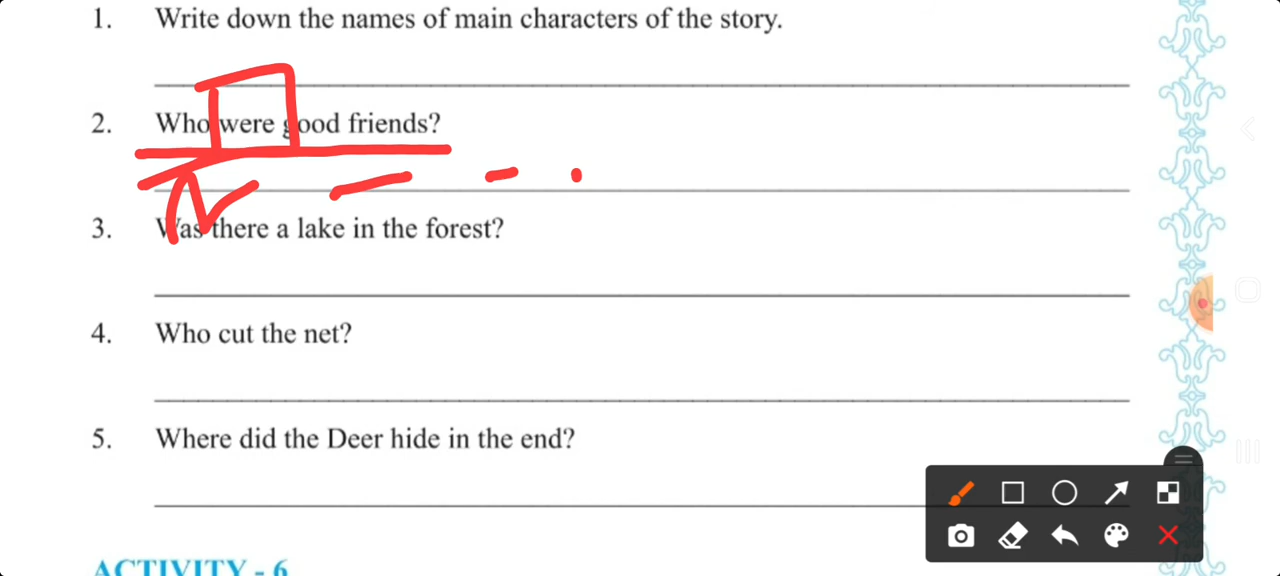 1. Write down the names of main characters of the story.
2. Who were good friends?
3. Was there a lake in the forest?
4. Who cut the net?
5. Where did the Deer hide in the end?
ACTIVITY - 6